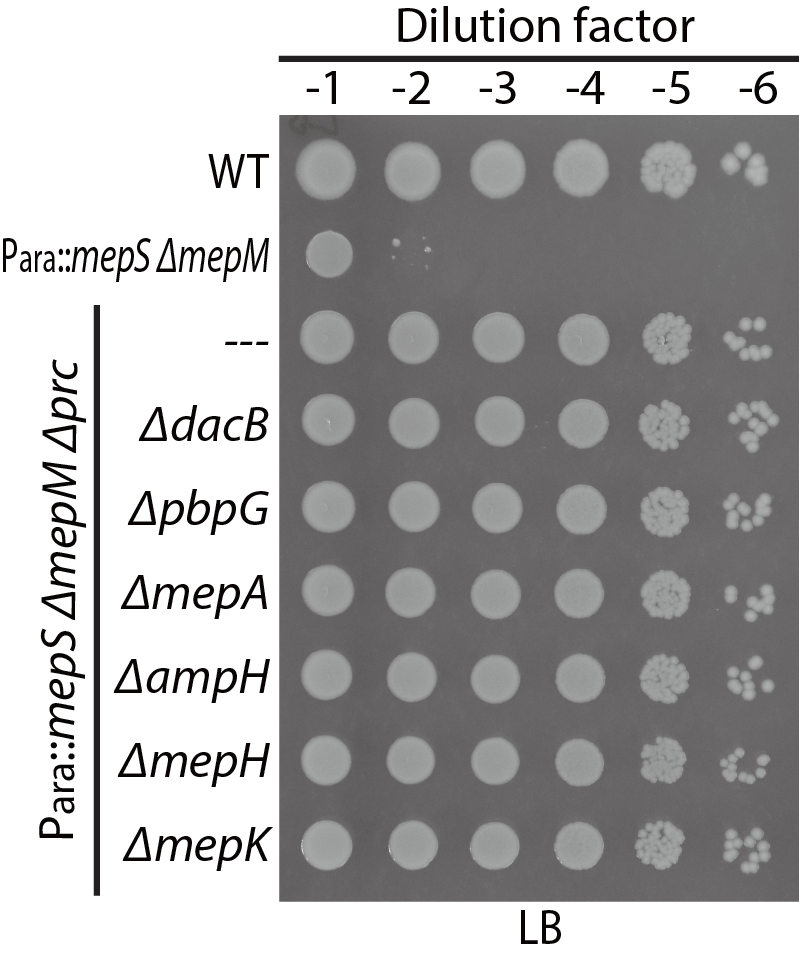 Dilution factor
-1 -2 -3 -4 -5 -6
WT
Para::mepS ΔmepM
Para::mepS ΔmepM Δprc
---
ΔdacB
ΔpbpG
ΔmepA
ΔampH
ΔmepH
ΔmepK
LB